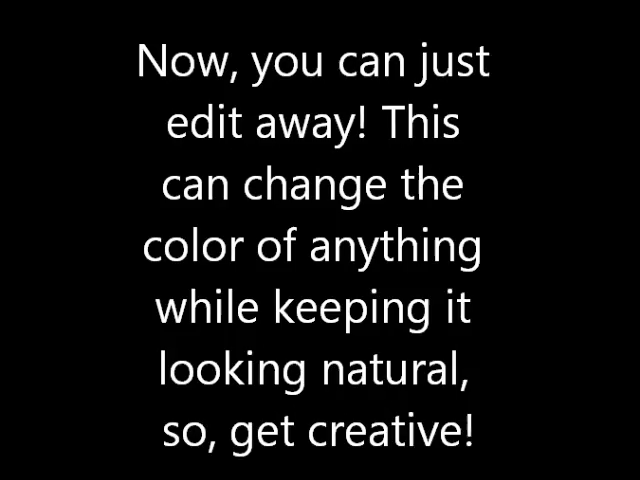 Now, you can just
edit away! This
can change the
color of anything
while keeping it
looking natural,
so, get creative!